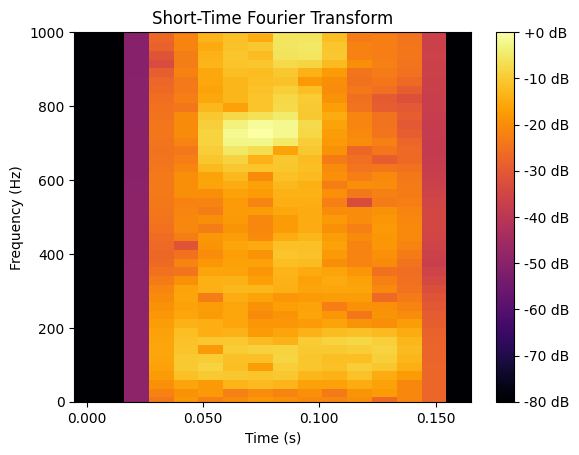 Short-Time Fourier Transform
1000
800
600
400
200
0
Frequency (Hz)
0.000
0.050
0.100
0.150
Time (s)
+0 dB
-10 dB
-20 dB
-30 dB
-40 dB
-50 dB
-60 dB
-70 dB
-80 dB